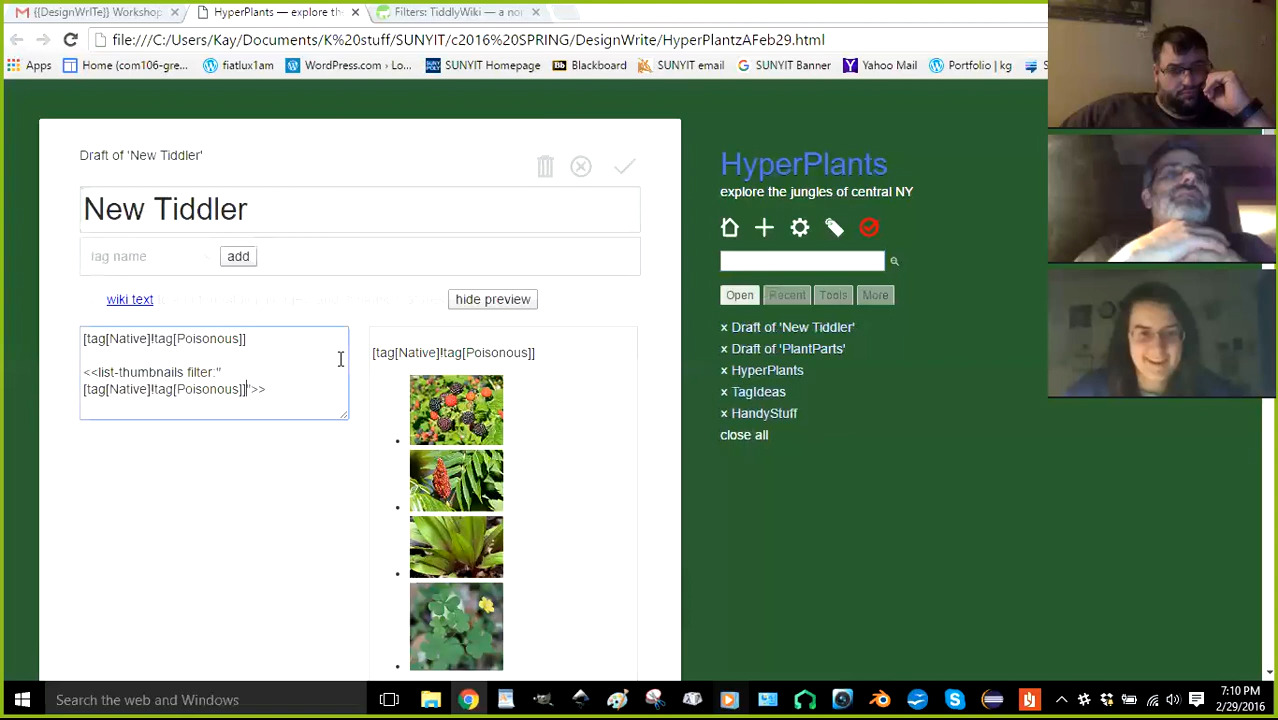 {{DesignWrITe}} Workshop
HyperPlants — explore the
Filters: TiddlyWiki — a no
file:///C:/Users/Kay/Documents/K%20stuff/SUNYIT/c2016%20SPRING/DesignWrite/HyperPlantzAFeb29.html
Apps
Home (com106-gre...
fiatlux1am
WordPress.com › Lo...
SUNYIT Homepage
Bb Blackboard
SUNYIT email
SUNYIT Banner
Yahoo Mail
Portfolio | kg
Draft of 'New Tiddler'
New Tiddler
tag name
add
wiki text
hide preview
[tag[Native]!tag[Poisonous]]
<<list-thumbnails filter:"
[tag[Native]!tag[Poisonous]]">>
[tag[Native]!tag[Poisonous]]
HyperPlants
explore the jungles of central NY
Open
Recent
Tools
More
× Draft of 'New Tiddler'
× Draft of 'PlantParts'
× HyperPlants
× TagIdeas
× HandyStuff
close all
Search the web and Windows
7:10 PM
2/29/2016